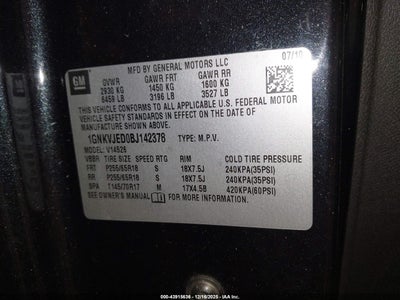 GM
MFD BY GENERAL MOTORS LLC
07/10
GVWR GAWR FRT GAWR RR
2930 KG 1450 KG 1600 KG
6459 LB 3196 LB 3527 LB
THIS VEHICLE CONFORMS TO ALL APPLICABLE U.S. FEDERAL MOTOR
VEHICLE SAFETY STANDARDS IN EFFECT ON THE DATE OF
MANUFACTURE SHOWN ABOVE.
1GNKVJED0BJ142378 TYPE: M.P.V.
MODEL: V14526
VBBR TIRE SIZE SPEED RTG RIM COLD TIRE PRESSURE
FRT P255/65R18 S 18X7.5J 240KPA(35PSI)
RR P255/65R18 S 18X7.5J 240KPA(35PSI)
SPA T145/70R17 M 17X4.5B 420KPA(60PSI)
SEE OWNER'S MANUAL FOR MORE INFORMATION.
000-43915636 - 12/18/2025 - IAA, Inc.